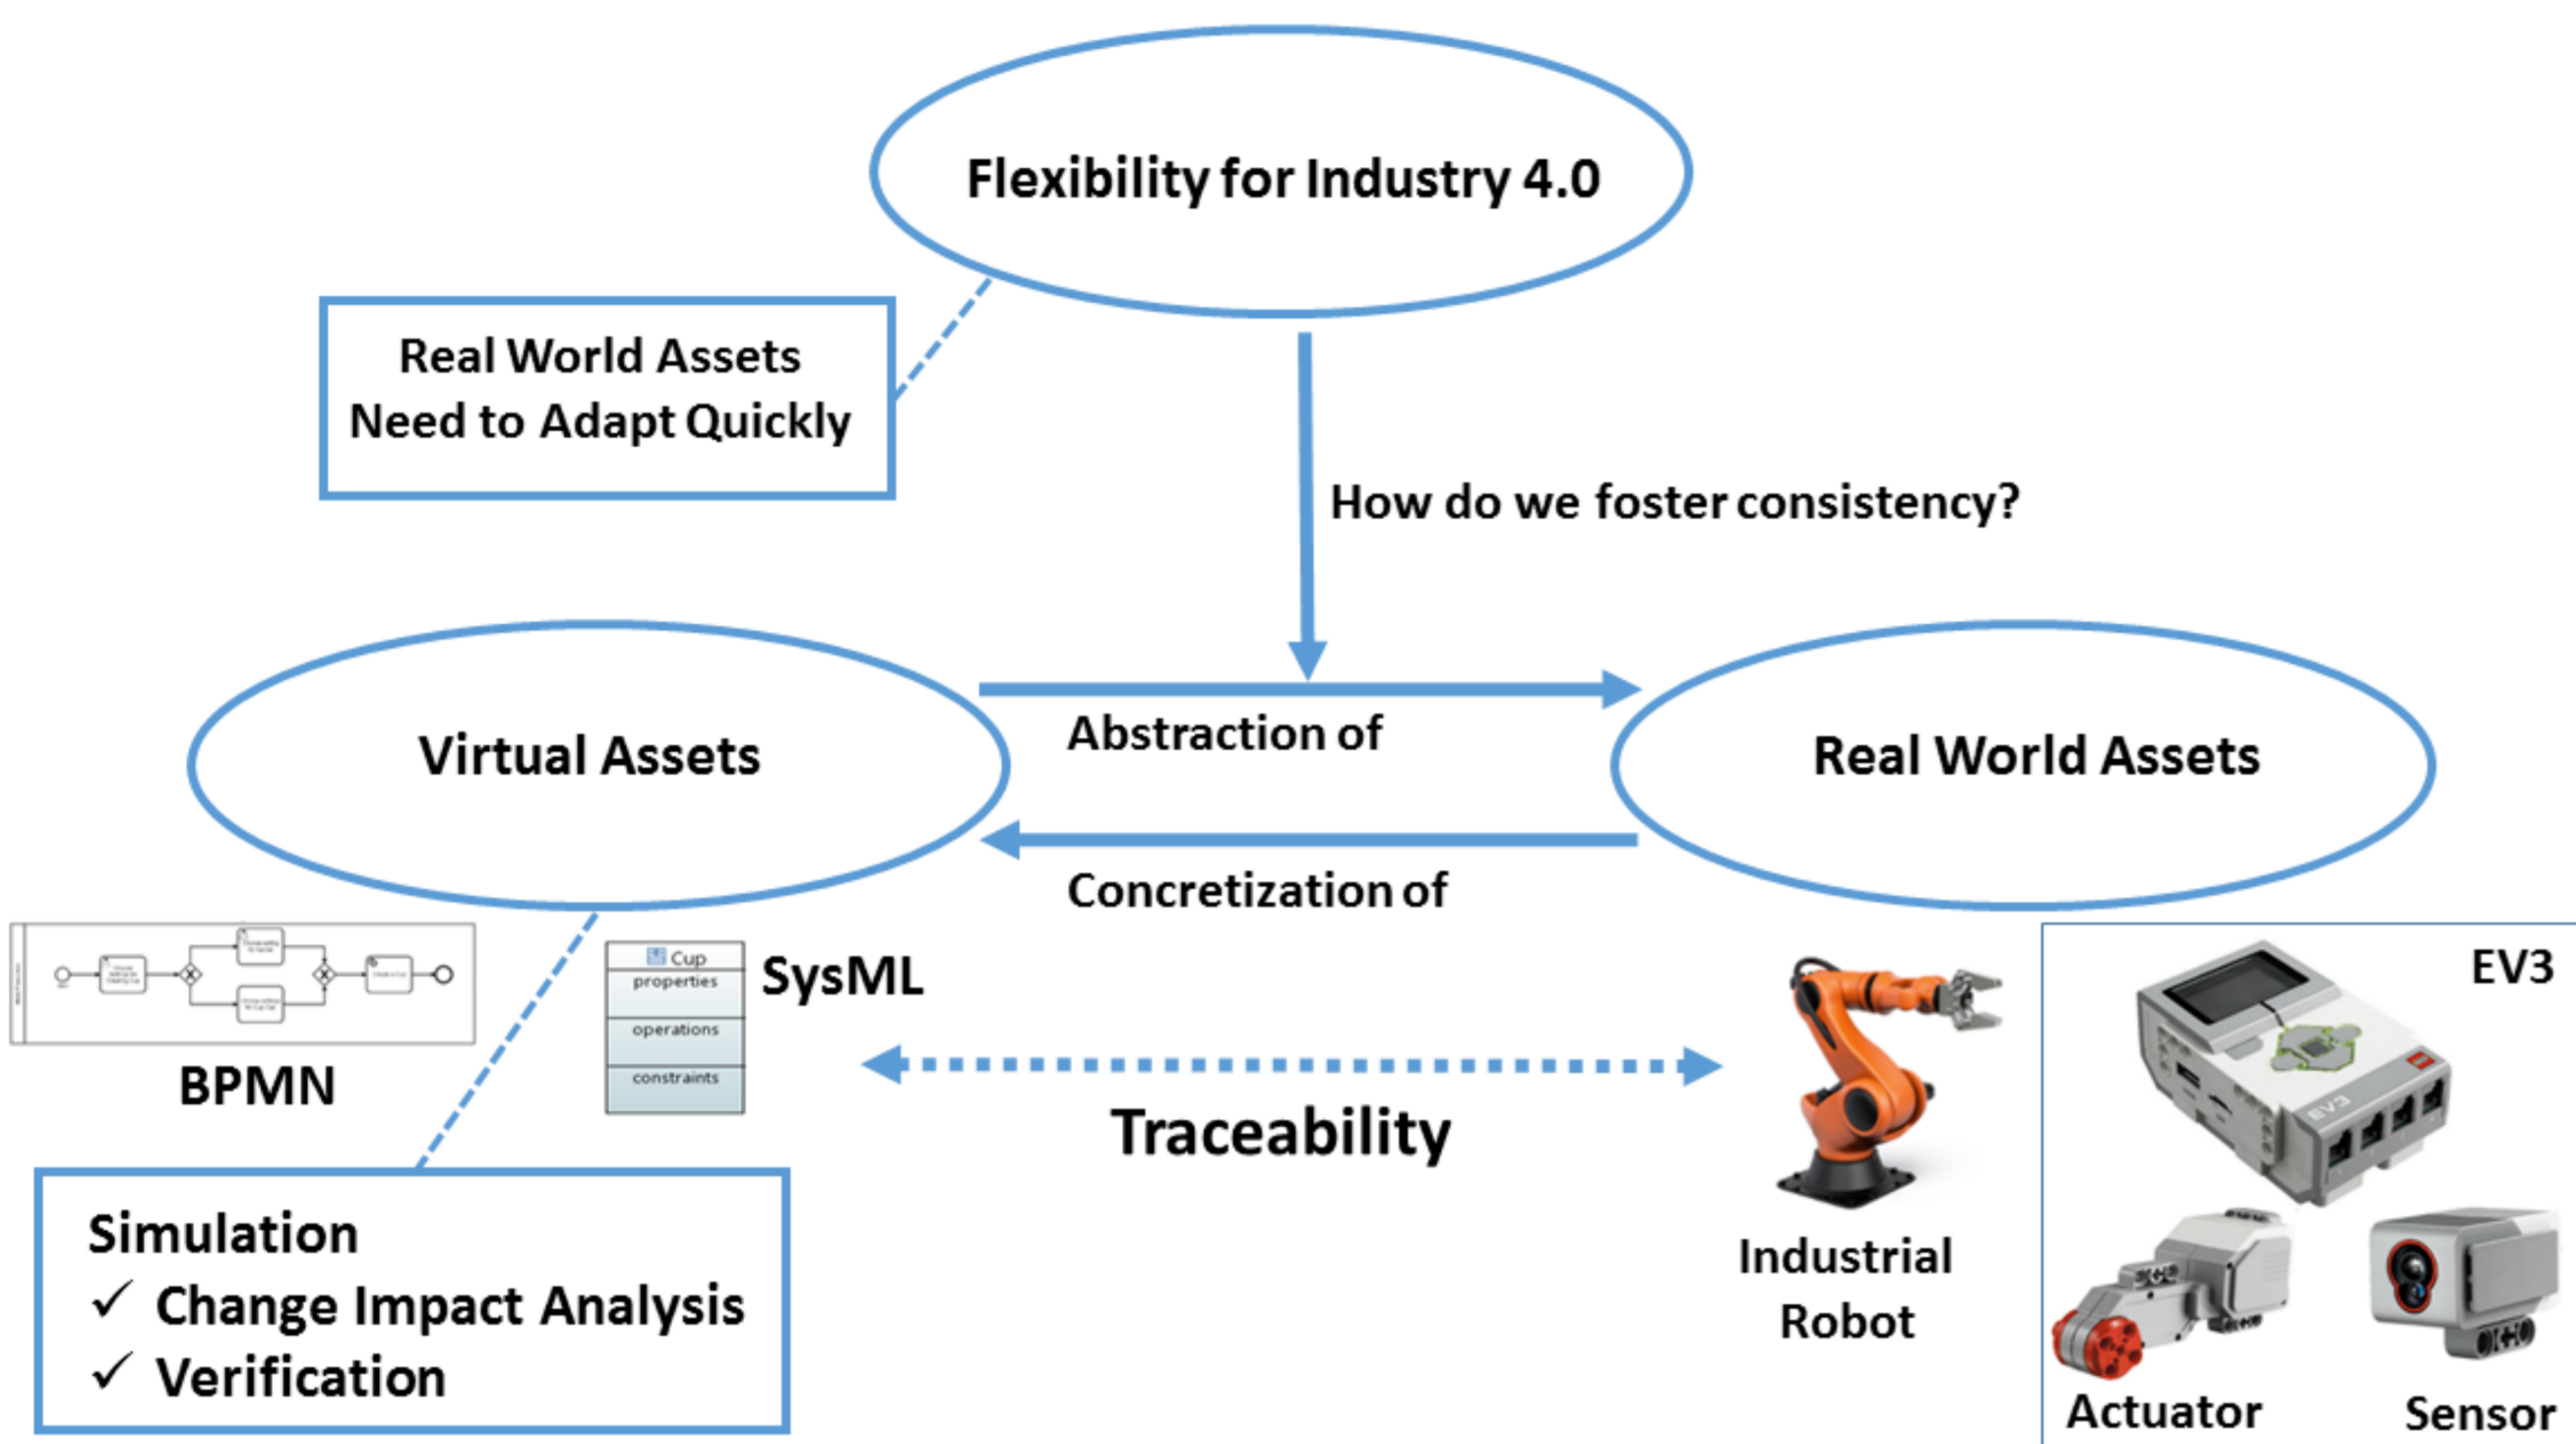 Flexibility for Industry 4.0
Real World Assets
Need to Adapt Quickly
How do we foster consistency?
Virtual Assets
Abstraction of
Real World Assets
Concretization of
BPMN
Cup
properties
operations
constraints
SysML
Traceability
Simulation
✓ Change Impact Analysis
✓ Verification
Industrial
Robot
EV3
EV3
Actuator
Sensor